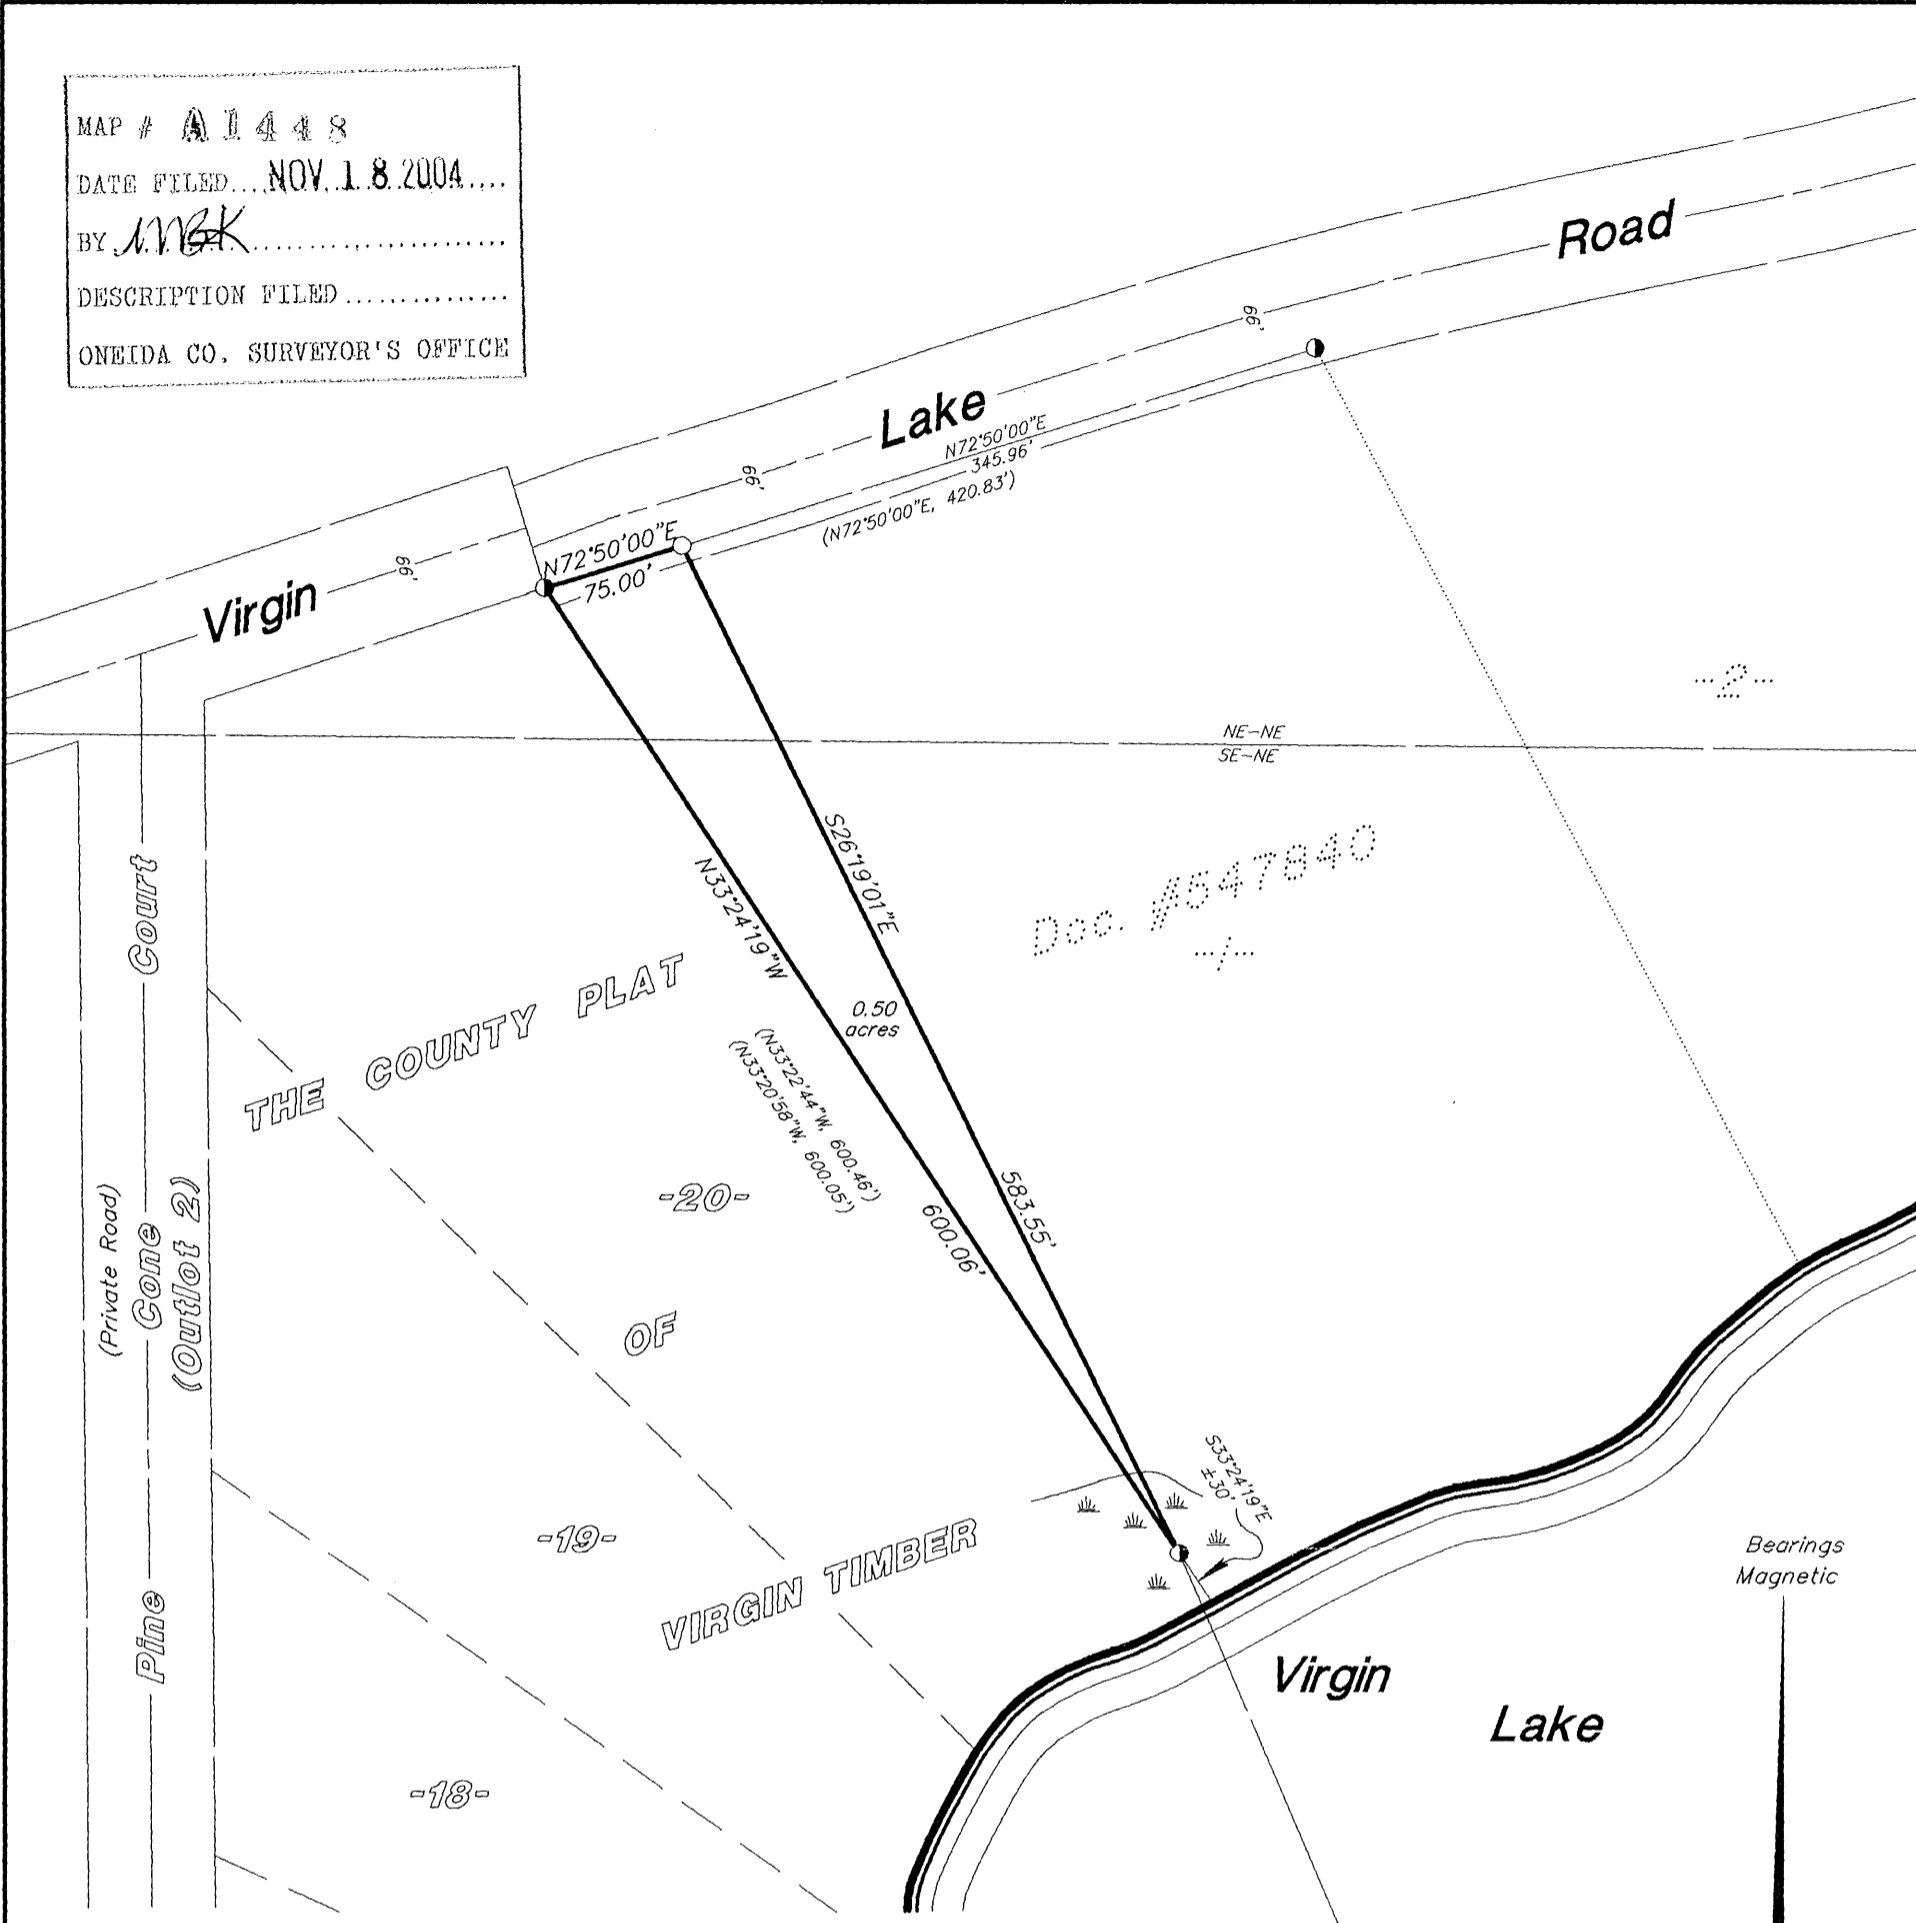 MAP # A1448
DATE FILED....NOV. 1 8 2004....
BY
DESCRIPTION FILED ...............
ONEIDA CO. SURVEYOR'S OFFICE
Road
66'
Lake
N72°50'00"E
345.96'
(N72°50'00"E, 420.83')
66'
N72°50'00"E
75.00'
66'
Virgin
-2-
NE-NE
SE-NE
S26°19'01"E
N33°24'19"W
Doc. #547840
-1-
Court
THE COUNTY PLAT
0.50
acres
(N33°22'44"W, 600.46')
(N33°20'58"W, 600.05')
-20-
583.55'
600.06'
(Private Road)
Cone
(Outlot 2)
OF
S33°24'19"E
±30'
-19-
VIRGIN TIMBER
Bearings
Magnetic
Pine
Virgin
Lake
-18-